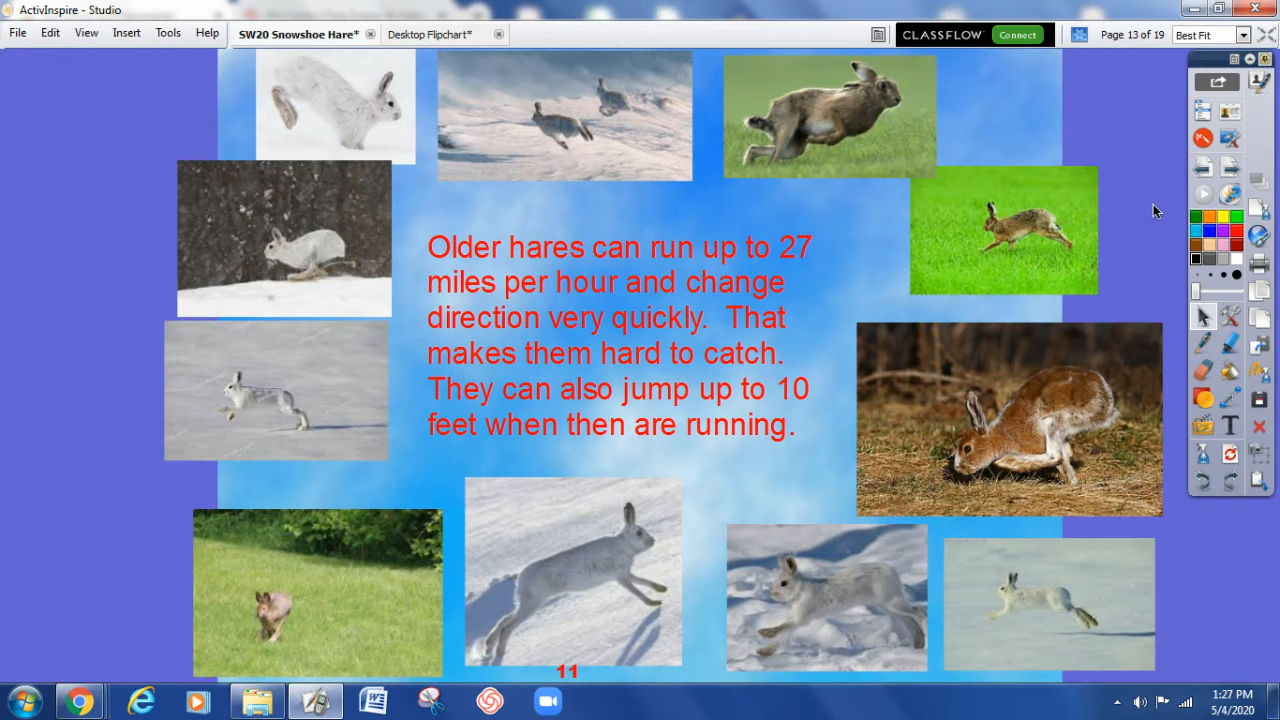 ActivInspire - Studio
File Edit View Insert Tools Help
SW20 Snowshoe Hare* Desktop Flipchart*
CLASSFLOW Connect
Page 13 of 19 Best Fit
Older hares can run up to 27
miles per hour and change
direction very quickly. That
makes them hard to catch.
They can also jump up to 10
feet when then are running.
11
1:27 PM
5/4/2020